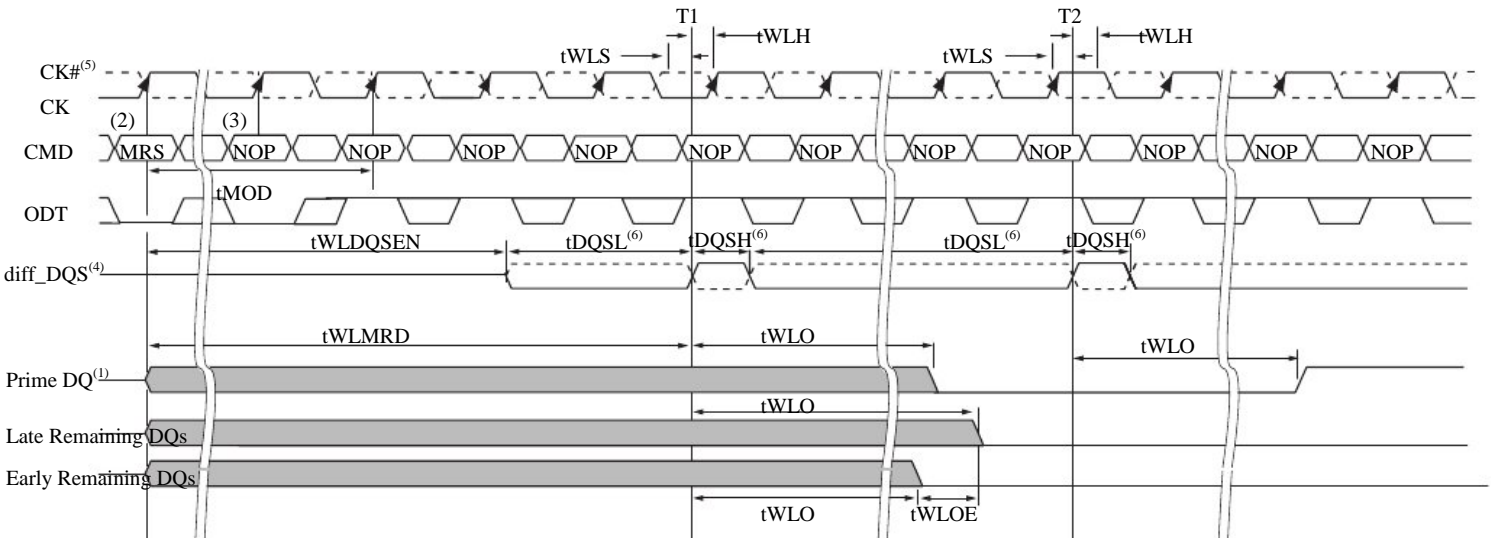 T1 T2
tWLH tWLH
tWLS tWLS
CK#(5)
CK
(2) (3)
CMD MRS NOP NOP NOP NOP NOP NOP NOP NOP NOP NOP NOP
tMOD
ODT
tWLDQSEN tDQSL(6) tDQSH(6) tDQSL(6) tDQSH(6)
diff_DQS(4)
tWLMRD tWLO tWLO
Prime DQ(1)
tWLO
Late Remaining DQs
Early Remaining DQs
tWLO tWLOE